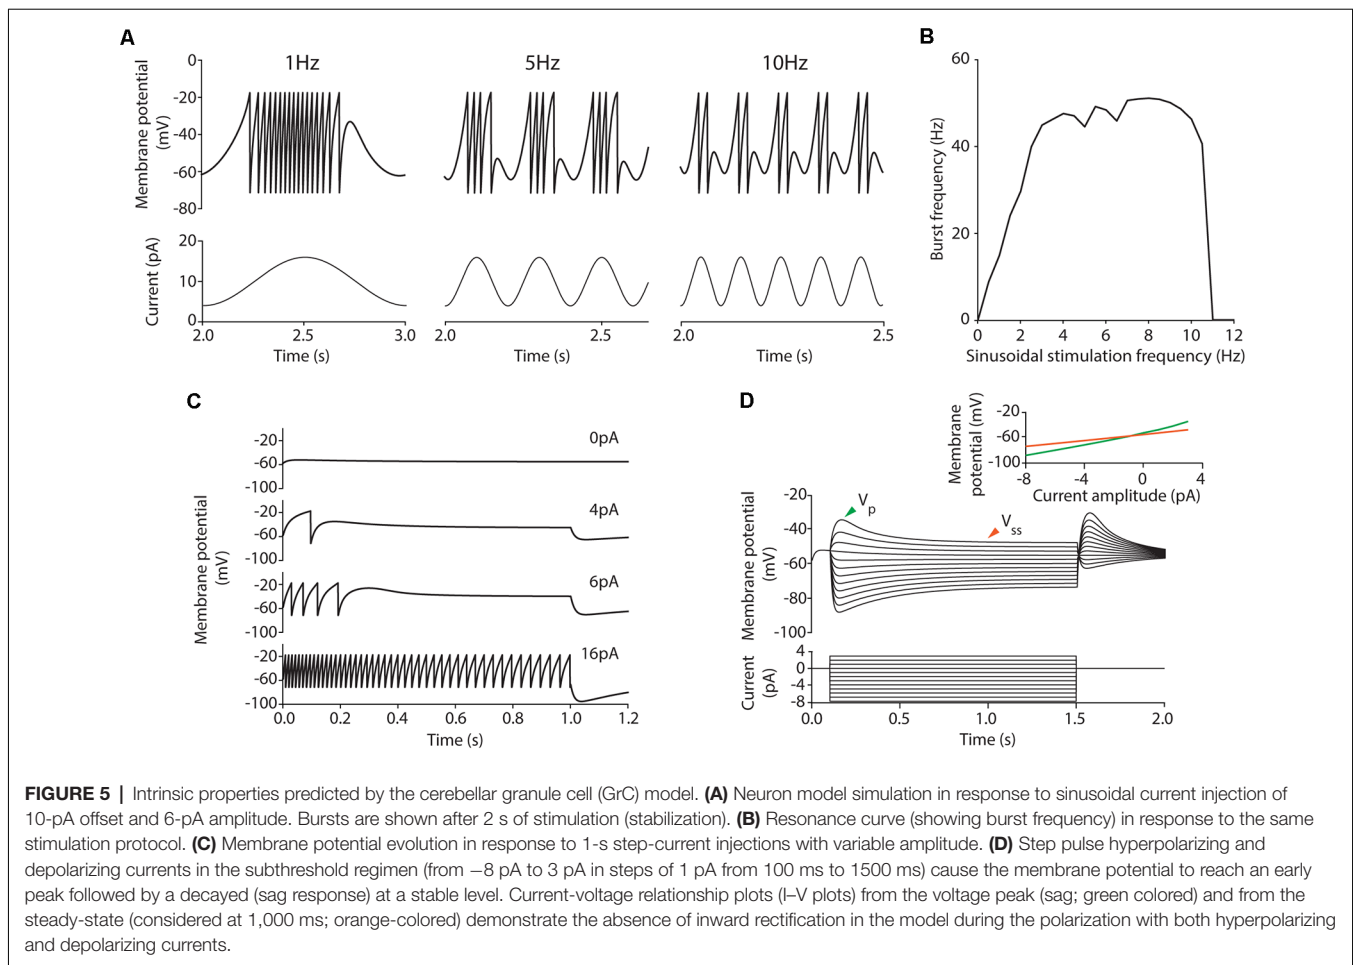 A
B
1Hz
5Hz
10Hz
Membrane potential
(mV)
0
-20
-40
-60
-80
Current (pA)
20
10
0
2.0
2.5
3.0
2.0
2.5
2.0
2.5
Time (s)
Time (s)
Time (s)
Burst frequency (Hz)
60
40
20
0
0
2
4
6
8
10
12
Sinusoidal stimulation frequency (Hz)
C
Membrane potential
(mV)
-20
-60
-100
0pA
-20
-60
-100
4pA
-20
-60
-100
6pA
-20
-60
-100
16pA
0.0
0.2
0.4
0.6
0.8
1.0
1.2
Time (s)
D
Membrane
potential (mV)
-20
-60
-100
-8
-4
0
4
Current amplitude (pA)
Membrane potential
(mV)
-20
-40
-60
-80
-100
Vp
Vss
Current
(pA)
4
0
-4
-8
0.0
0.5
1.0
1.5
2.0
Time (s)
FIGURE 5 | Intrinsic properties predicted by the cerebellar granule cell (GrC) model. (A) Neuron model simulation in response to sinusoidal current injection of
10-pA offset and 6-pA amplitude. Bursts are shown after 2 s of stimulation (stabilization). (B) Resonance curve (showing burst frequency) in response to the same
stimulation protocol. (C) Membrane potential evolution in response to 1-s step-current injections with variable amplitude. (D) Step pulse hyperpolarizing and
depolarizing currents in the subthreshold regimen (from −8 pA to 3 pA in steps of 1 pA from 100 ms to 1500 ms) cause the membrane potential to reach an early
peak followed by a decayed (sag response) at a stable level. Current-voltage relationship plots (I–V plots) from the voltage peak (sag; green colored) and from the
steady-state (considered at 1,000 ms; orange-colored) demonstrate the absence of inward rectification in the model during the polarization with both hyperpolarizing
and depolarizing currents.